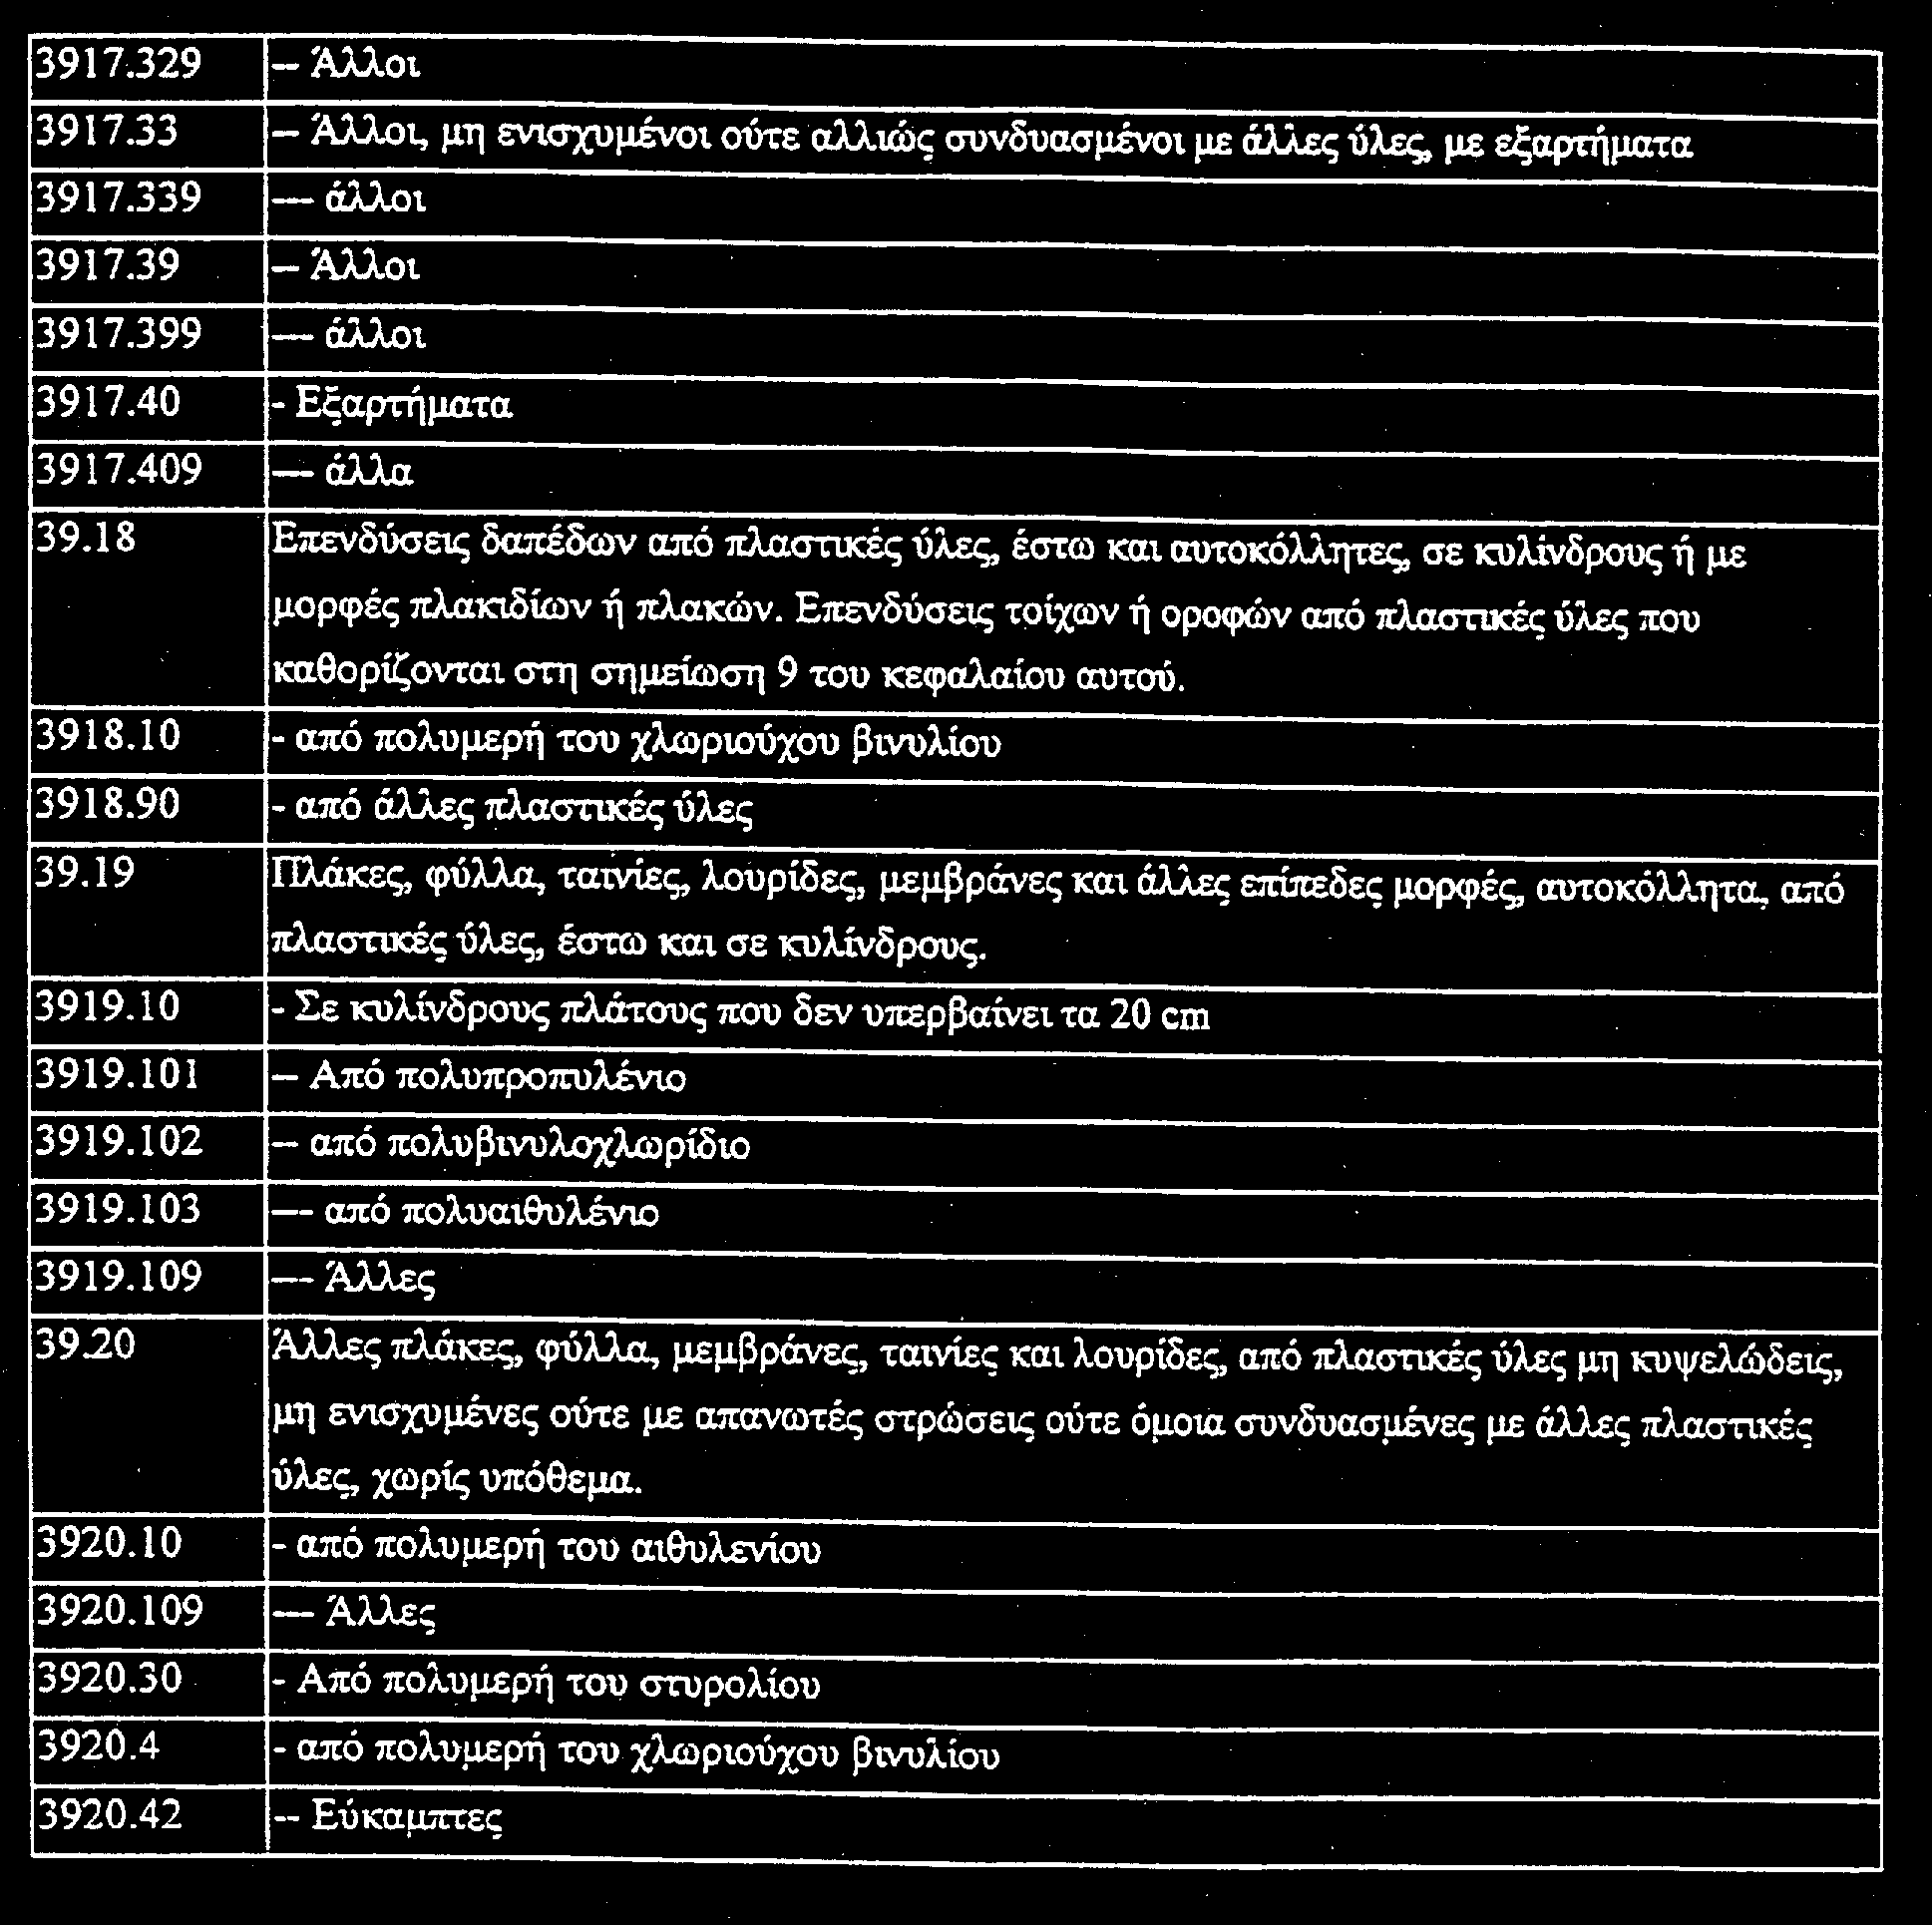 3917.329 -- Άλλοι
3917.33 -- Άλλοι, μη ενισχυμένοι ούτε αλλιώς συνδυασμένοι με άλλες ύλες, με εξαρτήματα
3917.339 --- άλλοι
3917.39 -- Άλλοι
3917.399 --- άλλοι
3917.40 - Εξαρτήματα
3917.409 --- άλλα
39.18 Επενδύσεις δαπέδων από πλαστικές ύλες, έστω και αυτοκόλλητες, σε κυλίνδρους ή με
μορφές πλακιδίων ή πλακών. Επενδύσεις τοίχων ή οροφών από πλαστικές ύλες που
καθορίζονται στη σημείωση 9 του κεφαλαίου αυτού.
3918.10 - από πολυμερή του χλωριούχου βινυλίου
3918.90 - από άλλες πλαστικές ύλες
39.19 Πλάκες, φύλλα, ταινίες, λουρίδες, μεμβράνες και άλλες επίπεδες μορφές, αυτοκόλλητα, από
πλαστικές ύλες, έστω και σε κυλίνδρους.
3919.10 - Σε κυλίνδρους πλάτους που δεν υπερβαίνει τα 20 cm
3919.101 -- Από πολυπροπυλένιο
3919.102 -- από πολυβινυλοχλωρίδιο
3919.103 --- από πολυαιθυλένιο
3919.109 --- Άλλες
39.20 Άλλες πλάκες, φύλλα, μεμβράνες, ταινίες και λουρίδες, από πλαστικές ύλες μη κυψελώδεις,
μη ενισχυμένες ούτε με απανωτές στρώσεις ούτε όμοια συνδυασμένες με άλλες πλαστικές
ύλες, χωρίς υπόθεμα.
3920.10 - από πολυμερή του αιθυλενίου
3920.109 --- Άλλες
3920.30 - Από πολυμερή του στυρολίου
3920.4 - από πολυμερή του χλωριούχου βινυλίου
3920.42 -- Εύκαμπτες